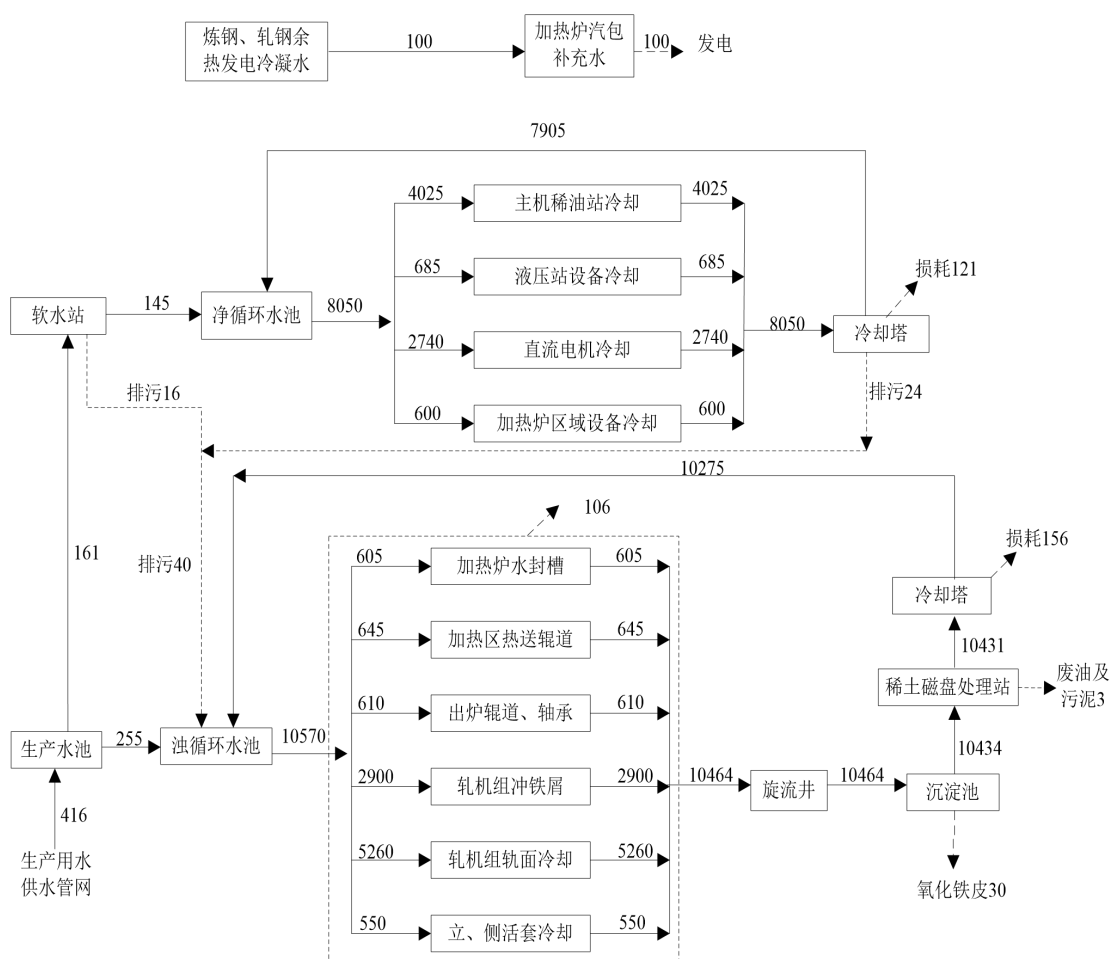 炼钢、轧钢余
热发电冷凝水
100
加热炉汽包
补充水
100
发电
7905
4025
主机稀油站冷却
4025
685
液压站设备冷却
685
损耗121
软水站
145
净循环水池
8050
8050
冷却塔
2740
直流电机冷却
2740
排污16
排污24
600
加热炉区域设备冷却
600
10275
106
161
排污40
605
加热炉水封槽
605
损耗156
冷却塔
645
加热区热送辊道
645
10431
稀土磁盘处理站
废油及
污泥3
610
出炉辊道、轴承
610
生产水池
255
浊循环水池
10570
10434
2900
轧机组冲铁屑
2900
10464
旋流井
10464
沉淀池
416
生产用水
供水管网
5260
轧机组轨面冷却
5260
氧化铁皮30
550
立、侧活套冷却
550